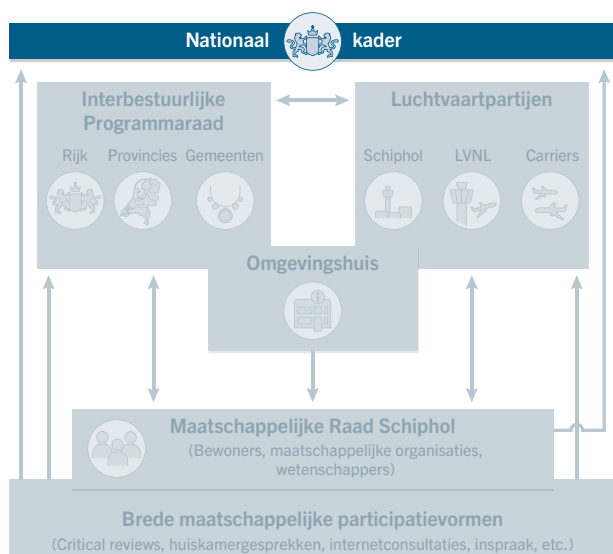 Nationaal kader
Interbestuurlijke
Programmaraad
Rijk Provincies Gemeenten
Luchtvaartpartijen
Schiphol LVNL Carriers
Omgevingshuis
Maatschappelijke Raad Schiphol
(Bewoners, maatschappelijke organisaties,
wetenschappers)
Brede maatschappelijke participatievormen
(Critical reviews, huiskamergesprekken, internetconsultaties, inspraak, etc.)